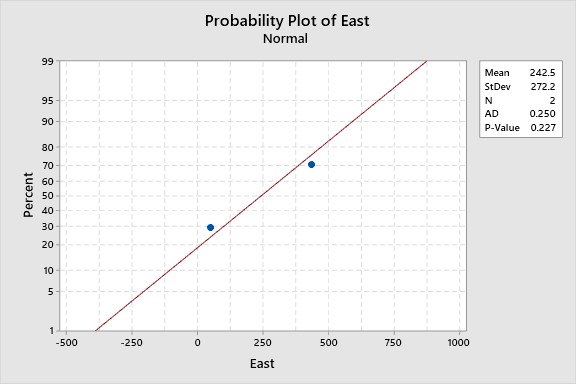 Probability Plot of East
Normal
99
95
90
80
70
60
50
40
30
20
10
5
1
Percent
-500 -250 0 250 500 750 1000
East
Mean 242.5
StDev 272.2
N 2
AD 0.250
P-Value 0.227